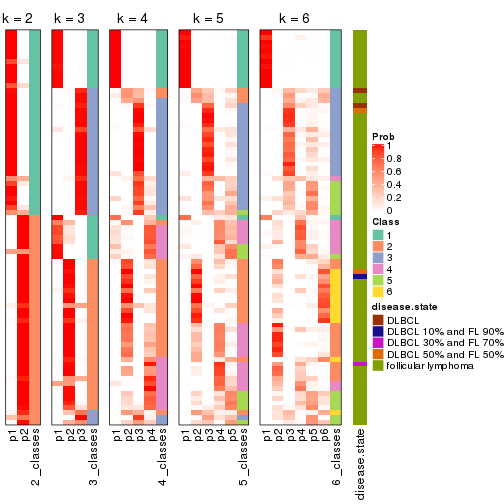 k = 2
k = 3
k = 4
k = 5
k = 6
Prob
1
0.8
0.6
0.4
0.2
0
Class
1
2
3
4
5
6
disease.state
DLBCL
DLBCL 10% and FL 90%
DLBCL 30% and FL 70%
DLBCL 50% and FL 50%
follicular lymphoma
p1
p2
2_classes
p1
p2
p3
3_classes
p1
p2
p3
p4
4_classes
p1
p2
p3
p4
p5
5_classes
p1
p2
p3
p4
p5
p6
6_classes
disease.state